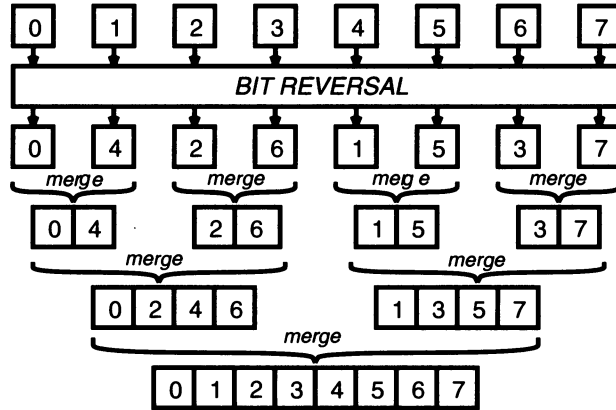 0 1 2 3 4 5 6 7
BIT REVERSAL
0 4 2 6 1 5 3 7
merge merge merge merge
0 4 2 6 1 5 3 7
merge merge
0 2 4 6 1 3 5 7
merge
0 1 2 3 4 5 6 7